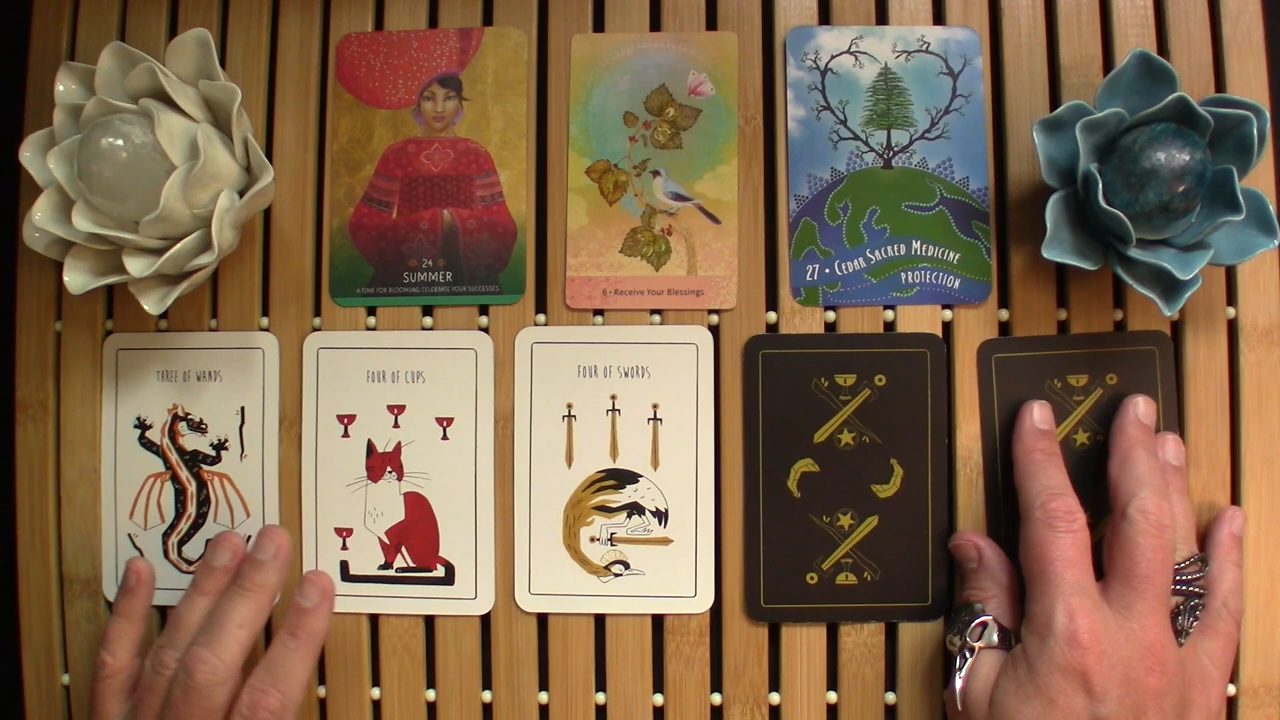 24
SUMMER
A TIME FOR BLOOMING. CELEBRATE YOUR SUCCESSES.
6 • Receive Your Blessings
27 • CEDAR SACRED MEDICINE
PROTECTION
THREE OF WANDS
FOUR OF CUPS
FOUR OF SWORDS